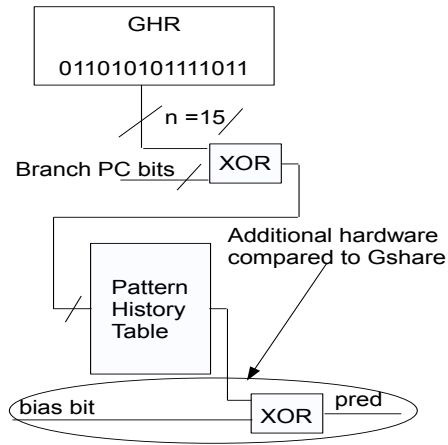 GHR
011010101111011
n =15
Branch PC bits
XOR
Additional hardware
compared to Gshare
Pattern
History
Table
bias bit
XOR
pred